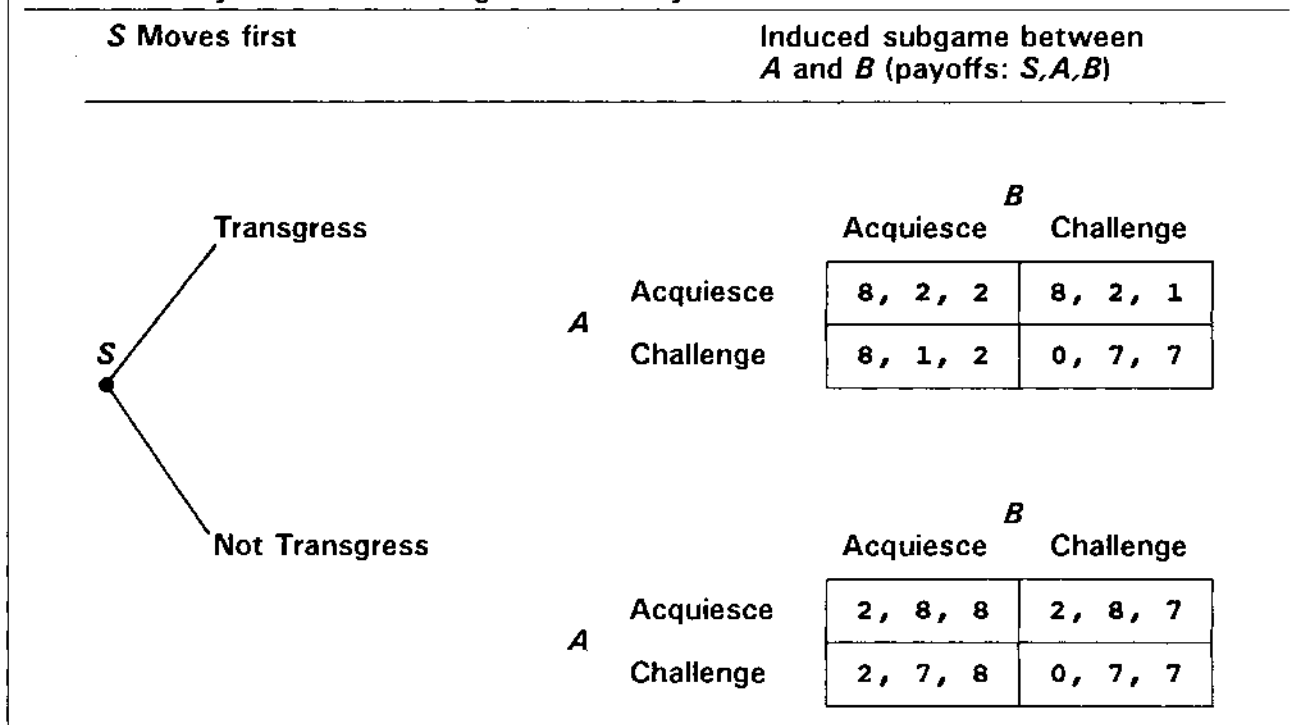 S Moves first
Induced subgame between
A and B (payoffs: S,A,B)
B
Transgress
Acquiesce Challenge
Acquiesce 8, 2, 2 8, 2, 1
A
S
Challenge 8, 1, 2 0, 7, 7
B
Not Transgress
Acquiesce Challenge
Acquiesce 2, 8, 8 2, 8, 7
A
Challenge 2, 7, 8 0, 7, 7